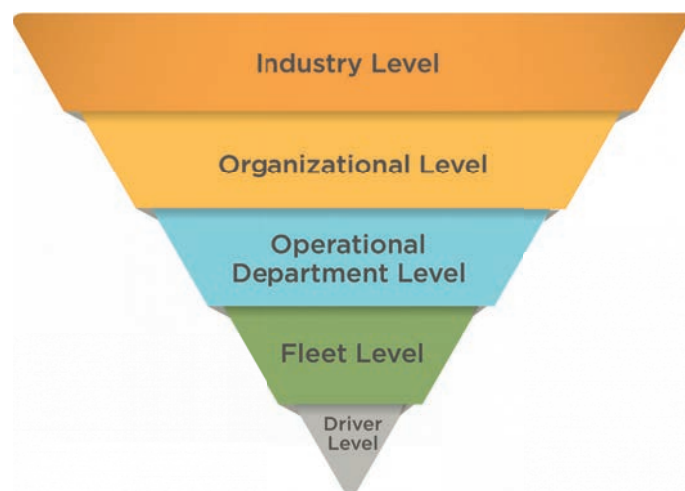 Industry Level
Organizational Level
Operational
Department Level
Fleet Level
Driver
Level